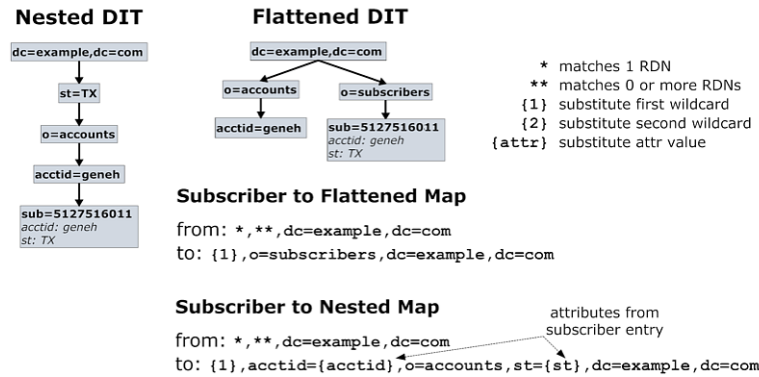 Nested DIT
Flattened DIT
dc=example,dc=com
st=TX
o=accounts
acctid=geneh
sub=5127516011
acctid: geneh
st: TX
dc=example,dc=com
o=accounts
o=subscribers
acctid=geneh
sub=5127516011
acctid: geneh
st: TX
* matches 1 RDN
** matches 0 or more RDNs
{1} substitute first wildcard
{2} substitute second wildcard
{attr} substitute attr value
Subscriber to Flattened Map
from: *,**,dc=example,dc=com
to: {1},o=subscribers,dc=example,dc=com
Subscriber to Nested Map
attributes from
subscriber entry
from: *,**,dc=example,dc=com
to: {1},acctid={acctid},o=accounts,st={st},dc=example,dc=com